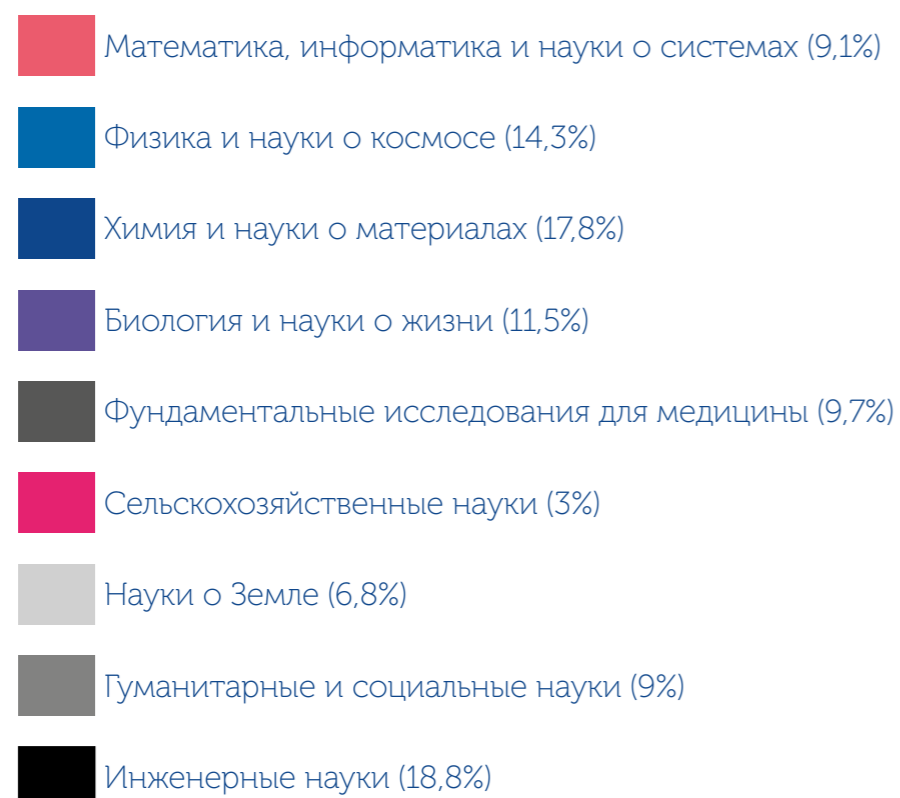 Математика, информатика и науки о системах (9,1%)
Физика и науки о космосе (14,3%)
Химия и науки о материалах (17,8%)
Биология и науки о жизни (11,5%)
Фундаментальные исследования для медицины (9,7%)
Сельскохозяйственные науки (3%)
Науки о Земле (6,8%)
Гуманитарные и социальные науки (9%)
Инженерные науки (18,8%)